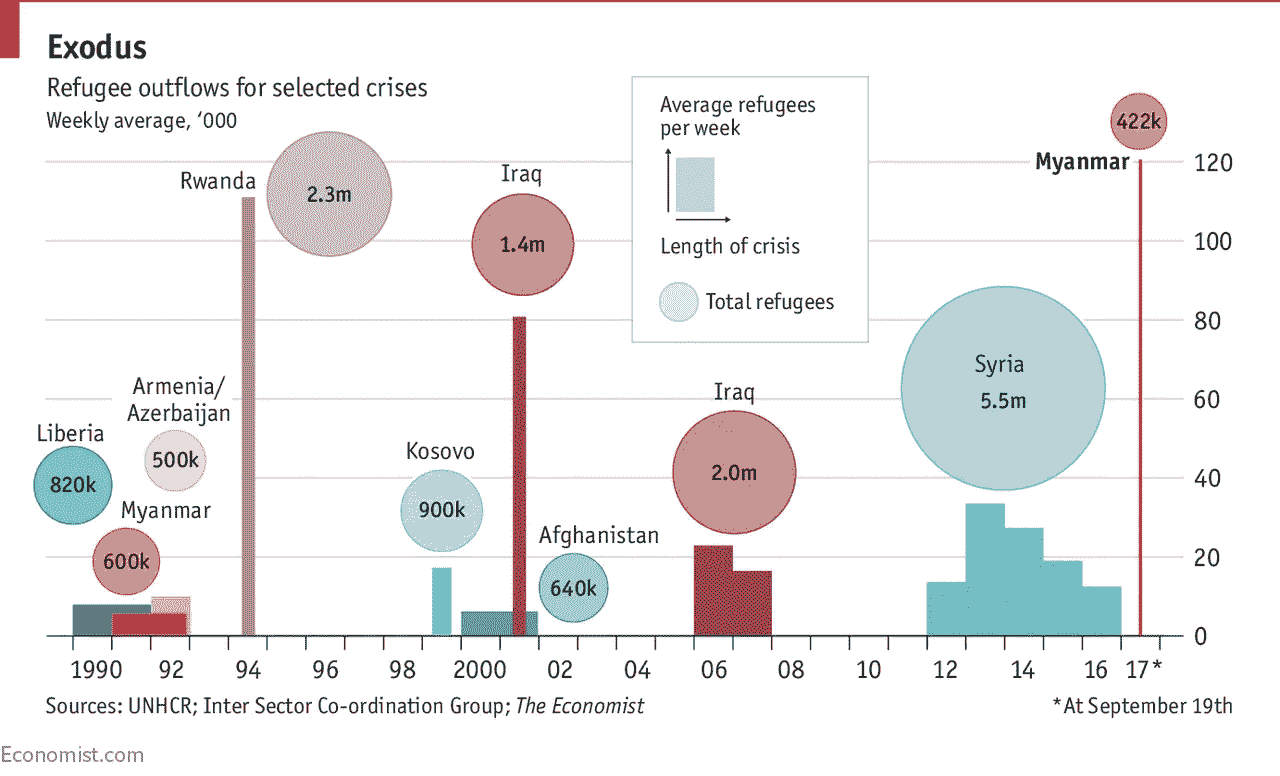 Exodus
Refugee outflows for selected crises
Weekly average, ‘000
Average refugees
per week
Length of crisis
Total refugees
Liberia
820k
Armenia/
Azerbaijan
500k
Myanmar
600k
Rwanda
2.3m
Kosovo
900k
Iraq
1.4m
Afghanistan
640k
Iraq
2.0m
Syria
5.5m
422k
Myanmar
120
100
80
60
40
20
0
1990 92 94 96 98 2000 02 04 06 08 10 12 14 16 17*
Sources: UNHCR; Inter Sector Co-ordination Group; The Economist
*At September 19th
Economist.com